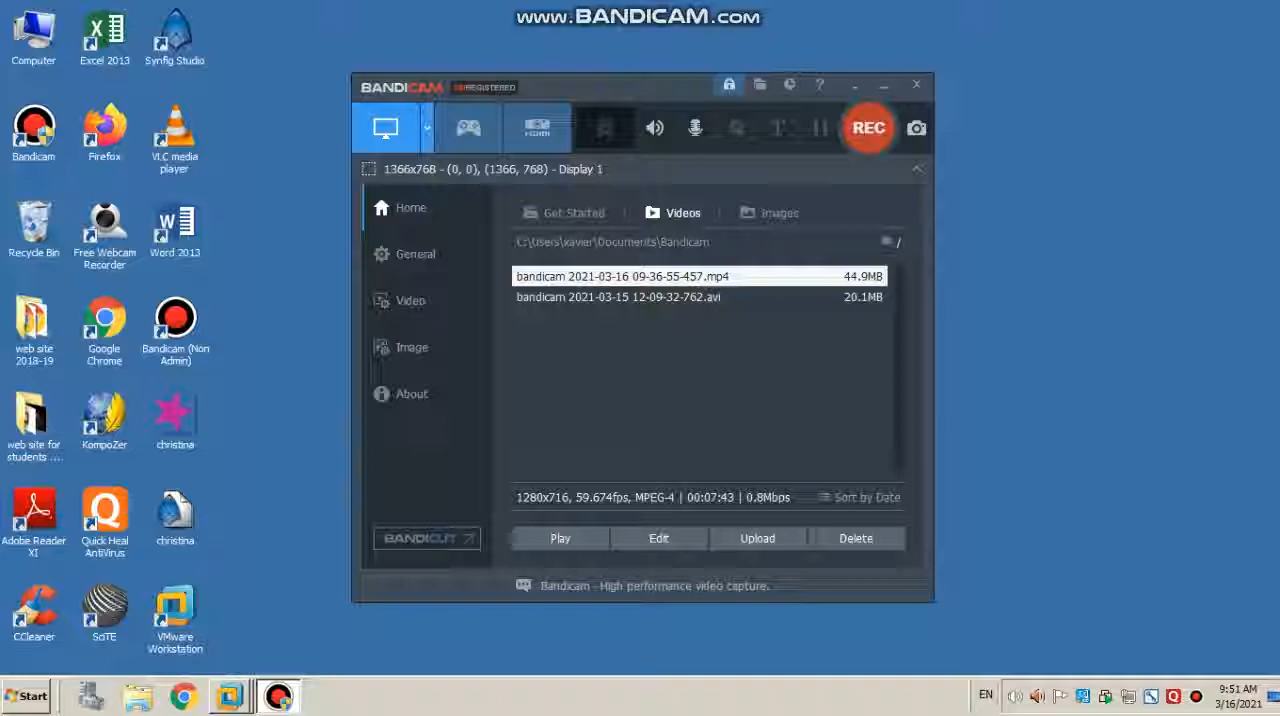 www.BANDICAM.com
Computer
Excel 2013
Synfig Studio
Bandicam
Firefox
VLC media
player
Recycle Bin
Free Webcam
Recorder
Word 2013
web site
2018-19
Google
Chrome
Bandicam (Non
Admin)
web site for
students ....
KompoZer
christina
Adobe Reader
XI
Quick Heal
AntiVirus
christina
CCleaner
SciTE
VMware
Workstation
BANDICAM UNREGISTERED
REC
1366x768 - (0, 0), (1366, 768) - Display 1
Home
General
Video
Image
About
BANDICUT
Get Started
Videos
Images
C:\Users\xavier\Documents\Bandicam
bandicam 2021-03-16 09-36-55-457.mp4 44.9MB
bandicam 2021-03-15 12-09-32-762.avi 20.1MB
1280x716, 59.674fps, MPEG-4 | 00:07:43 | 0.8Mbps
Sort by Date
Play
Edit
Upload
Delete
Bandicam - High performance video capture.
Start
EN
9:51 AM
3/16/2021